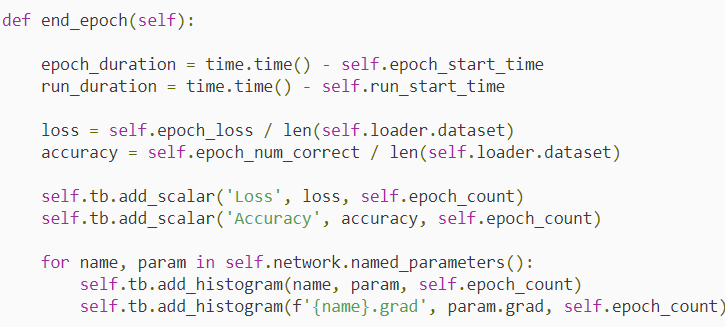 def end_epoch(self):
epoch_duration = time.time() - self.epoch_start_time
run_duration = time.time() - self.run_start_time
loss = self.epoch_loss / len(self.loader.dataset)
accuracy = self.epoch_num_correct / len(self.loader.dataset)
self.tb.add_scalar('Loss', loss, self.epoch_count)
self.tb.add_scalar('Accuracy', accuracy, self.epoch_count)
for name, param in self.network.named_parameters():
self.tb.add_histogram(name, param, self.epoch_count)
self.tb.add_histogram(f'{name}.grad', param.grad, self.epoch_count)